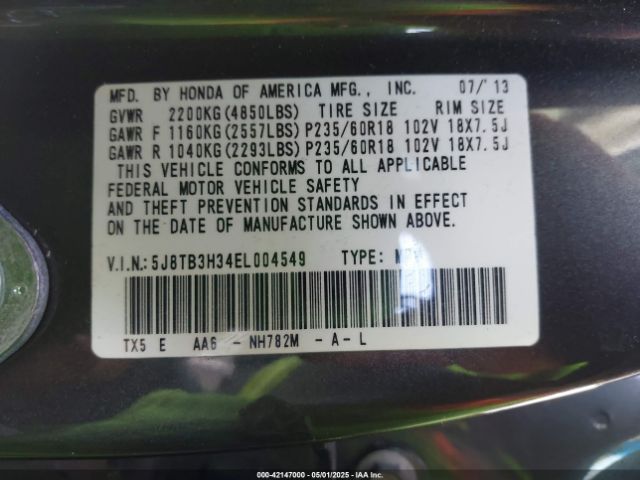 MFD. BY HONDA OF AMERICA MFG., INC. 07/'13
GVWR 2200KG(4850LBS) TIRE SIZE RIM SIZE
GAWR F 1160KG(2557LBS) P235/60R18 102V 18X7.5J
GAWR R 1040KG(2293LBS) P235/60R18 102V 18X7.5J
THIS VEHICLE CONFORMS TO ALL APPLICABLE
FEDERAL MOTOR VEHICLE SAFETY
AND THEFT PREVENTION STANDARDS IN EFFECT
ON THE DATE OF MANUFACTURE SHOWN ABOVE.
V.I.N.: 5J8TB3H34EL004549 TYPE:
TX5 E AA6 - NH782M - A - L
000-42147000 - 05/01/2025 - IAA Inc.